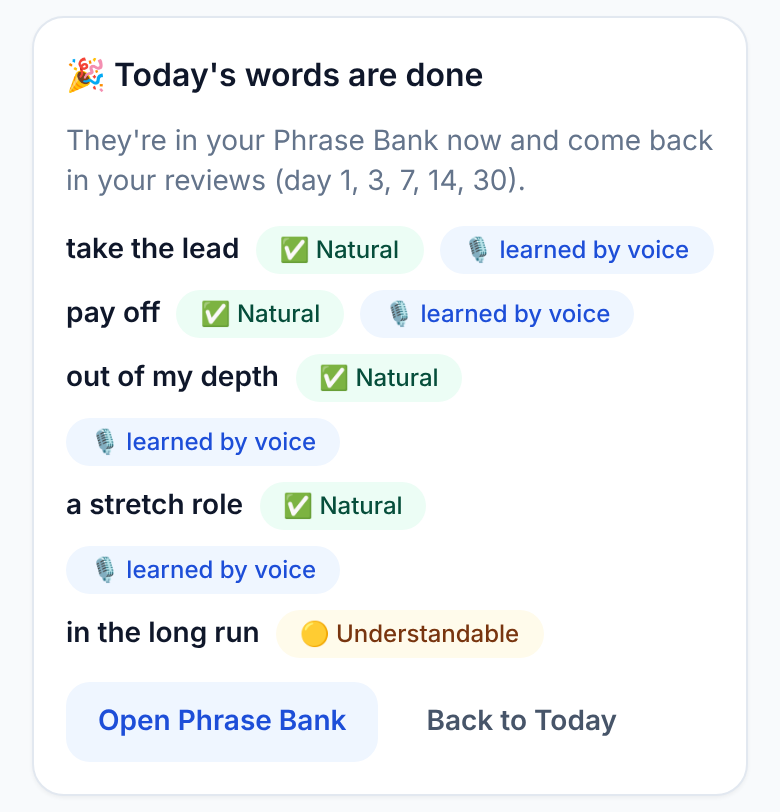 🎉 Today's words are done
They're in your Phrase Bank now and come back
in your reviews (day 1, 3, 7, 14, 30).
take the lead ✅ Natural 🎙️ learned by voice
pay off ✅ Natural 🎙️ learned by voice
out of my depth ✅ Natural
🎙️ learned by voice
a stretch role ✅ Natural
🎙️ learned by voice
in the long run 🟡 Understandable
Open Phrase Bank Back to Today